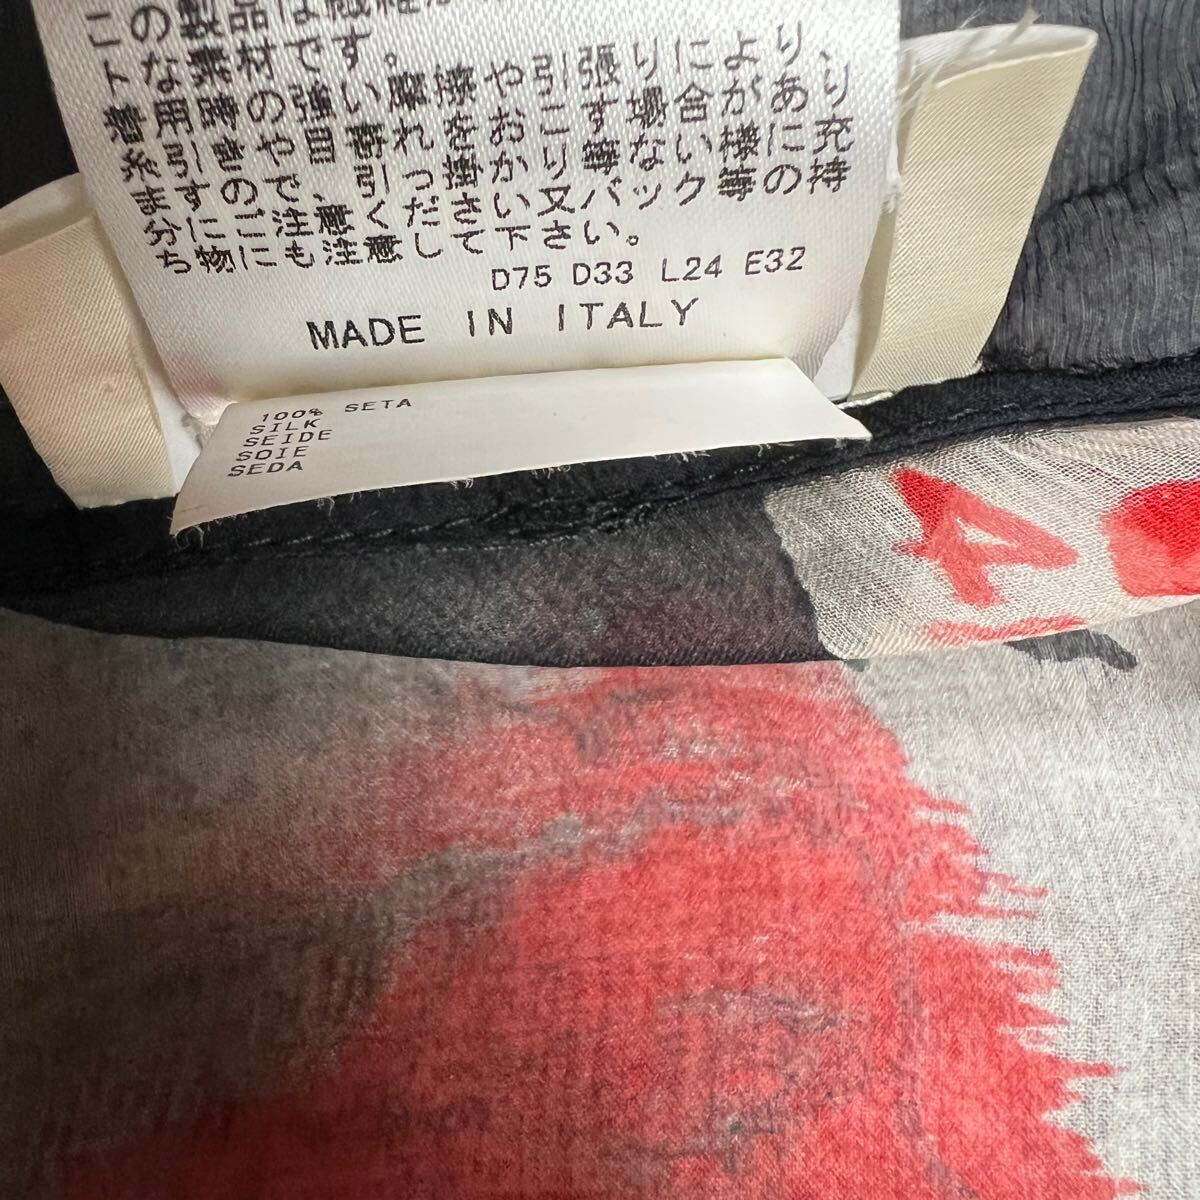 この製品は繊細
トな素材です。
着用時の強い摩擦や引張りにより、
糸引きや目寄れをおこす場合があり
ますので、引っ掛かり等ない様に充
分にご注意くださいバック等の持
ち物にも注意して下さい。
D75 D33 L24 E32
MADE IN ITALY
100% SETA
SILK
SEIDE
SOIE
SEDA